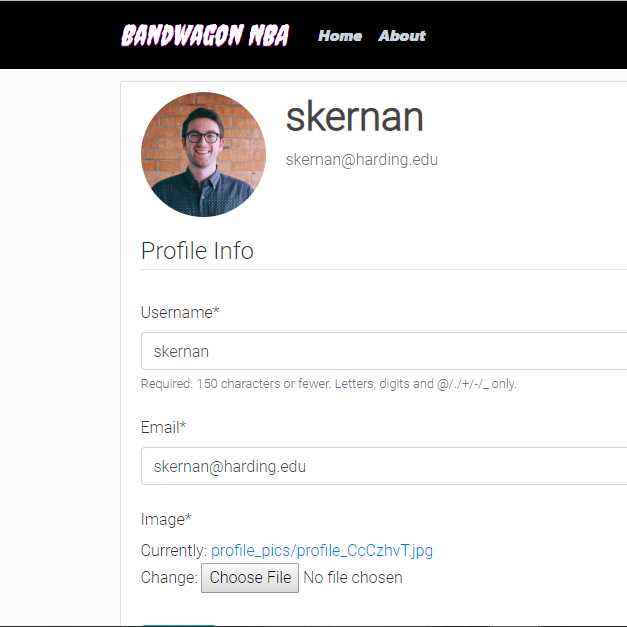 BANDWAGON NBA Home About
skernan
skernan@harding.edu
Profile Info
Username*
skernan
Required. 150 characters or fewer. Letters, digits and @/./+/-/_ only.
Email*
skernan@harding.edu
Image*
Currently: profile_pics/profile_CcCzhvT.jpg
Change: Choose File No file chosen